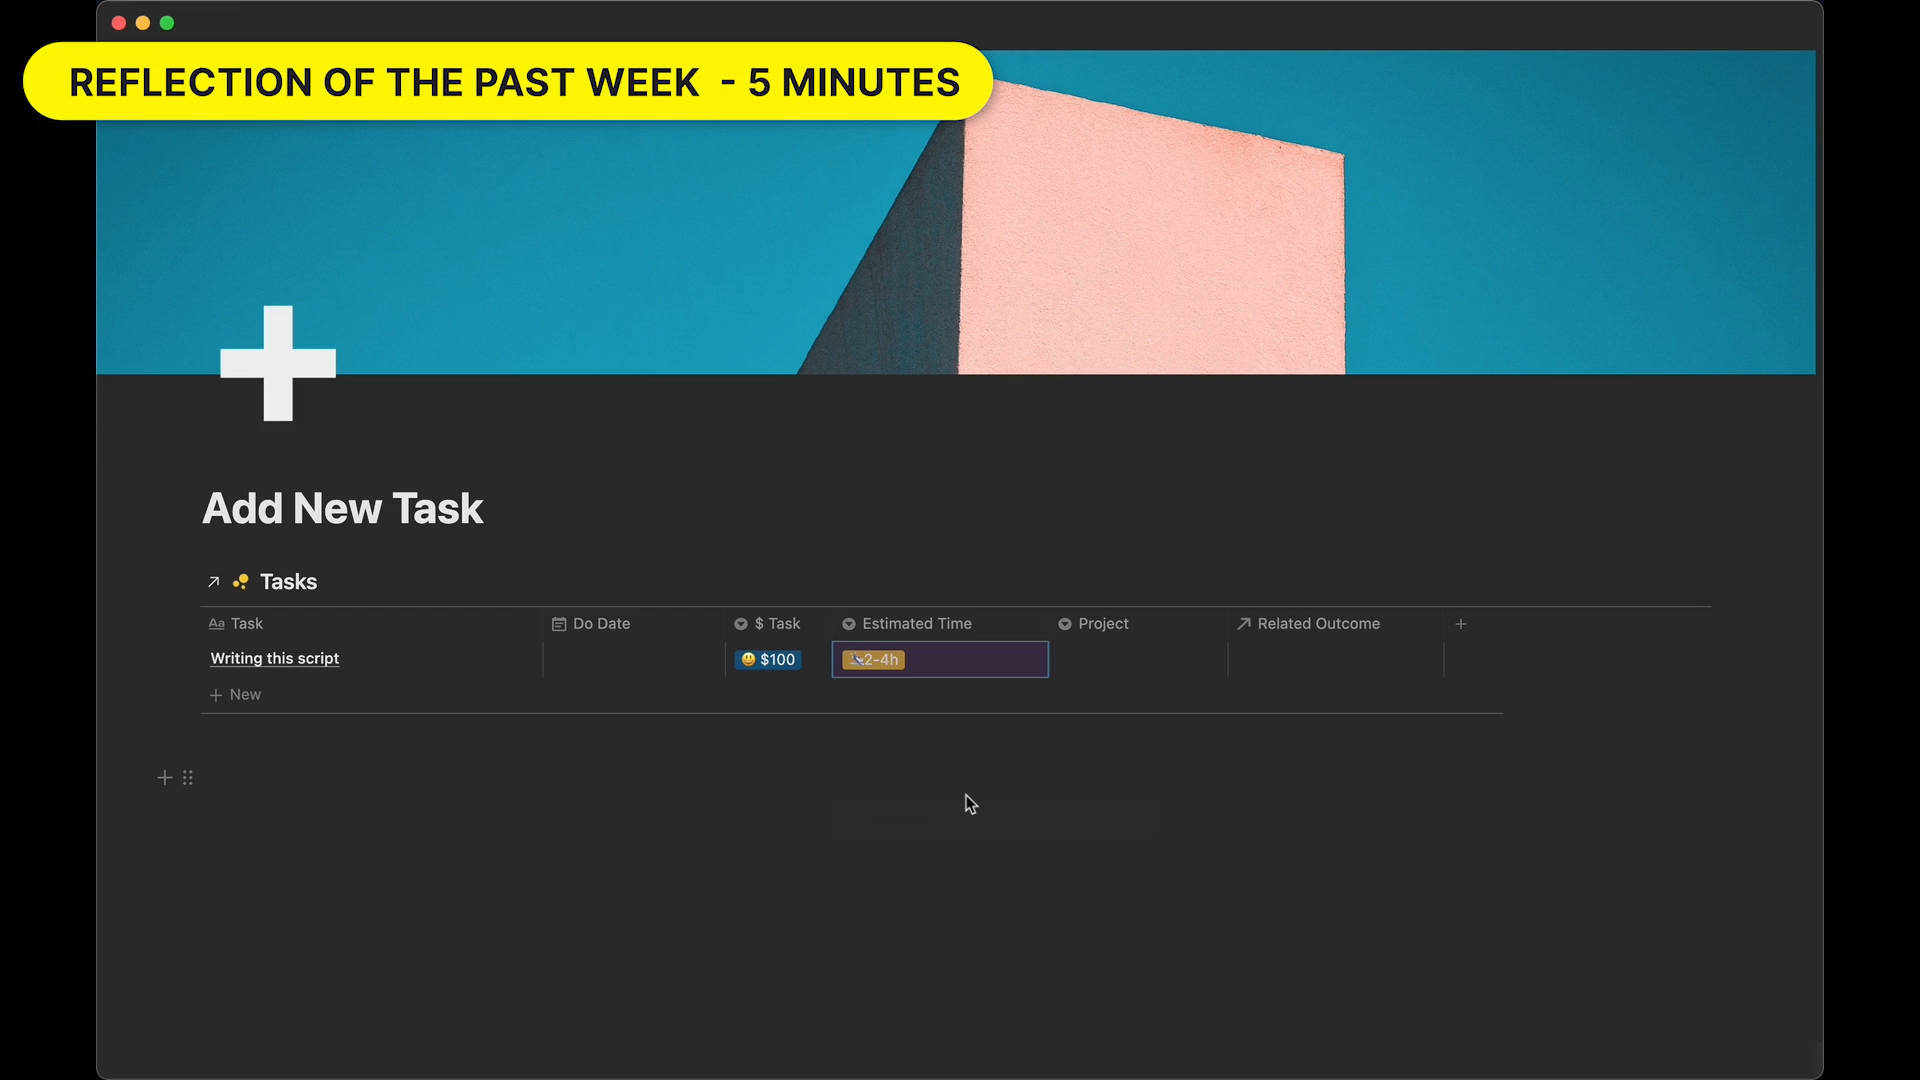 REFLECTION OF THE PAST WEEK - 5 MINUTES
Add New Task
Tasks
Aa Task Do Date $ Task Estimated Time Project Related Outcome
Writing this script $100 2-4h
New